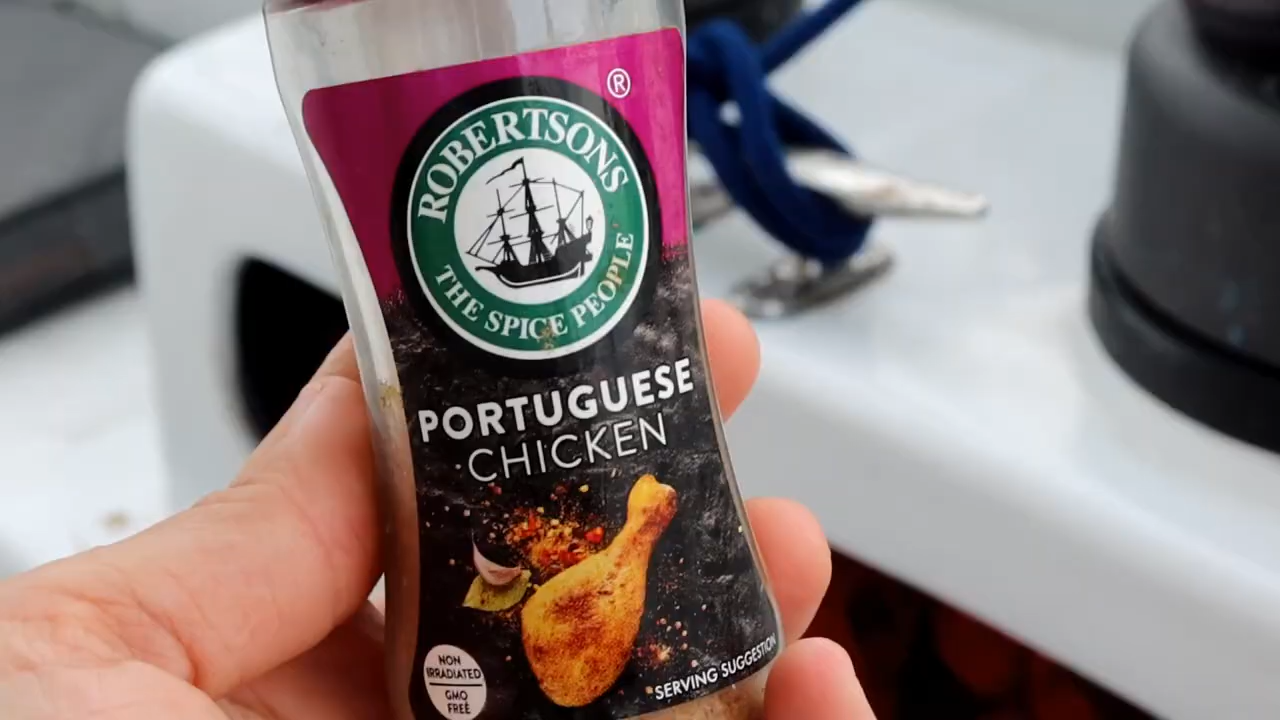 ®
ROBERTSONS
THE SPICE PEOPLE
PORTUGUESE
CHICKEN
NON
IRRADIATED
GMO
FREE
SERVING SUGGESTION